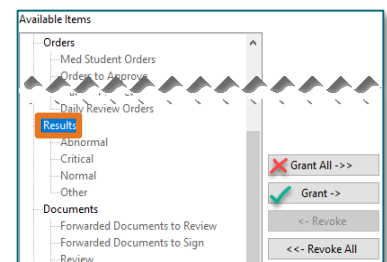 Available Items
Orders
Med Student Orders
Orders to Approve
Daily Review Orders
Results
Abnormal
Critical
Normal
Other
Documents
Forwarded Documents to Review
Forwarded Documents to Sign
Review
Grant All ->>
Grant ->
<- Revoke
<<- Revoke All